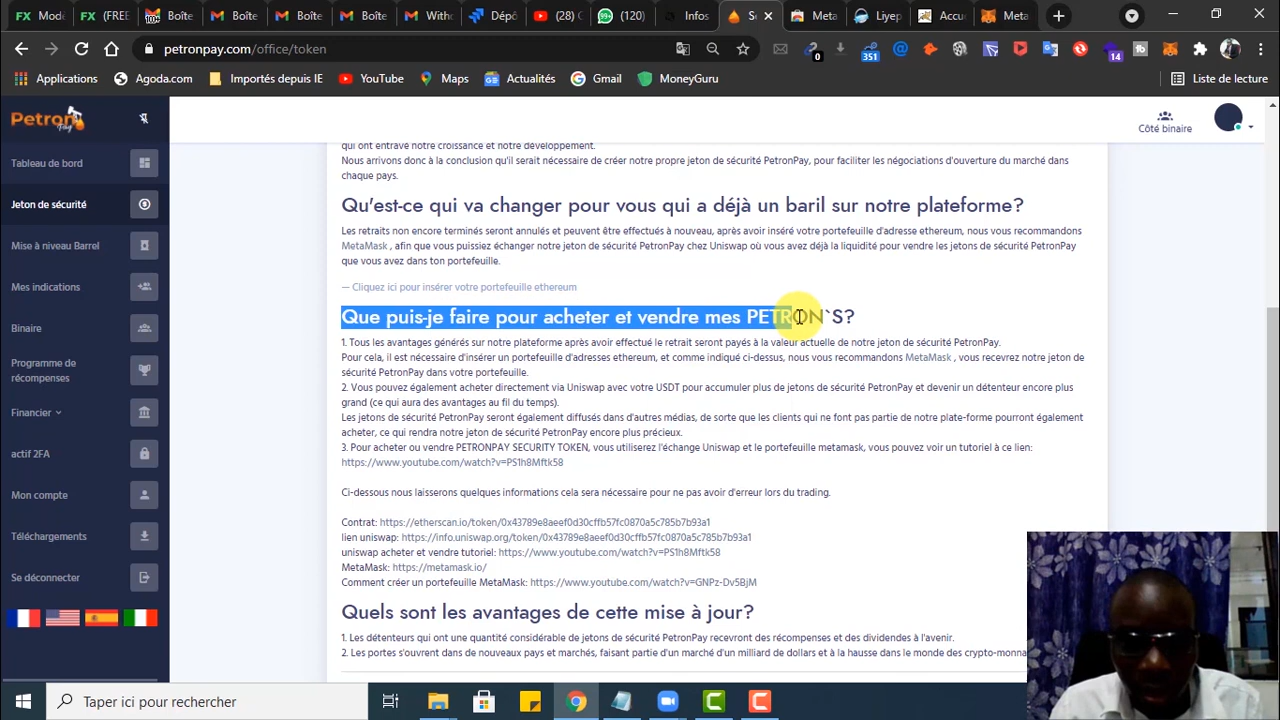 Modè
(FREE
Boîte
Boîte
Boîte
Boîte
With
Dépô
(28) (
(120)
Infos
S
Meta
Liyep
Accue
Meta
petronpay.com/office/token
0
351
14
Applications
Agoda.com
Importés depuis IE
YouTube
Maps
Actualités
Gmail
MoneyGuru
Liste de lecture
Petron
Pay
Côté binaire
Tableau de bord
Jeton de sécurité
Mise à niveau Barrel
Mes indications
Binaire
Programme de
récompenses
Financier
actif 2FA
Mon compte
Téléchargements
Se déconnecter
qui ont entravé notre croissance et notre développement.
Nous arrivons donc à la conclusion qu'il serait nécessaire de créer notre propre jeton de sécurité PetronPay, pour faciliter les négociations d'ouverture du marché dans
chaque pays.
Qu'est-ce qui va changer pour vous qui a déjà un baril sur notre plateforme?
Les retraits non encore terminés seront annulés et peuvent être effectués à nouveau, après avoir inséré votre portefeuille d'adresse ethereum, nous vous recommandons
MetaMask , afin que vous puissiez échanger notre jeton de sécurité PetronPay chez Uniswap où vous avez déjà la liquidité pour vendre les jetons de sécurité PetronPay
que vous avez dans ton portefeuille.
— Cliquez ici pour insérer votre portefeuille ethereum
Que puis-je faire pour acheter et vendre mes PETRON`S?
1. Tous les avantages générés sur notre plateforme après avoir effectué le retrait seront payés à la valeur actuelle de notre jeton de sécurité PetronPay.
Pour cela, il est nécessaire d'insérer un portefeuille d'adresses ethereum, et comme indiqué ci-dessus, nous vous recommandons MetaMask , vous recevrez notre jeton de
sécurité PetronPay dans votre portefeuille.
2. Vous pouvez également acheter directement via Uniswap avec votre USDT pour accumuler plus de jetons de sécurité PetronPay et devenir un détenteur encore plus
grand (ce qui aura des avantages au fil du temps).
Les jetons de sécurité PetronPay seront également diffusés dans d'autres médias, de sorte que les clients qui ne font pas partie de notre plate-forme pourront également
acheter, ce qui rendra notre jeton de sécurité PetronPay encore plus précieux.
3. Pour acheter ou vendre PETRONPAY SECURITY TOKEN, vous utiliserez l'échange Uniswap et le portefeuille metamask, vous pouvez voir un tutoriel à ce lien:
https://www.youtube.com/watch?v=PS1h8Mftk58
Ci-dessous nous laisserons quelques informations cela sera nécessaire pour ne pas avoir d'erreur lors du trading.
Contrat: https://etherscan.io/token/0x43789e8aeef0d30cffb57fc0870a5c785b7b93a1
lien uniswap: https://info.uniswap.org/token/0x43789e8aeef0d30cffb57fc0870a5c785b7b93a1
uniswap acheter et vendre tutoriel: https://www.youtube.com/watch?v=PS1h8Mftk58
MetaMask: https://metamask.io/
Comment créer un portefeuille MetaMask: https://www.youtube.com/watch?v=GNPz-Dv5BjM
Quels sont les avantages de cette mise à jour?
1. Les détenteurs qui ont une quantité considérable de jetons de sécurité PetronPay recevront des récompenses et des dividendes à l'avenir.
2. Les portes s'ouvrent dans de nouveaux pays et marchés, faisant partie d'un marché d'un milliard de dollars et à la hausse dans le monde des crypto-monna
Taper ici pour rechercher